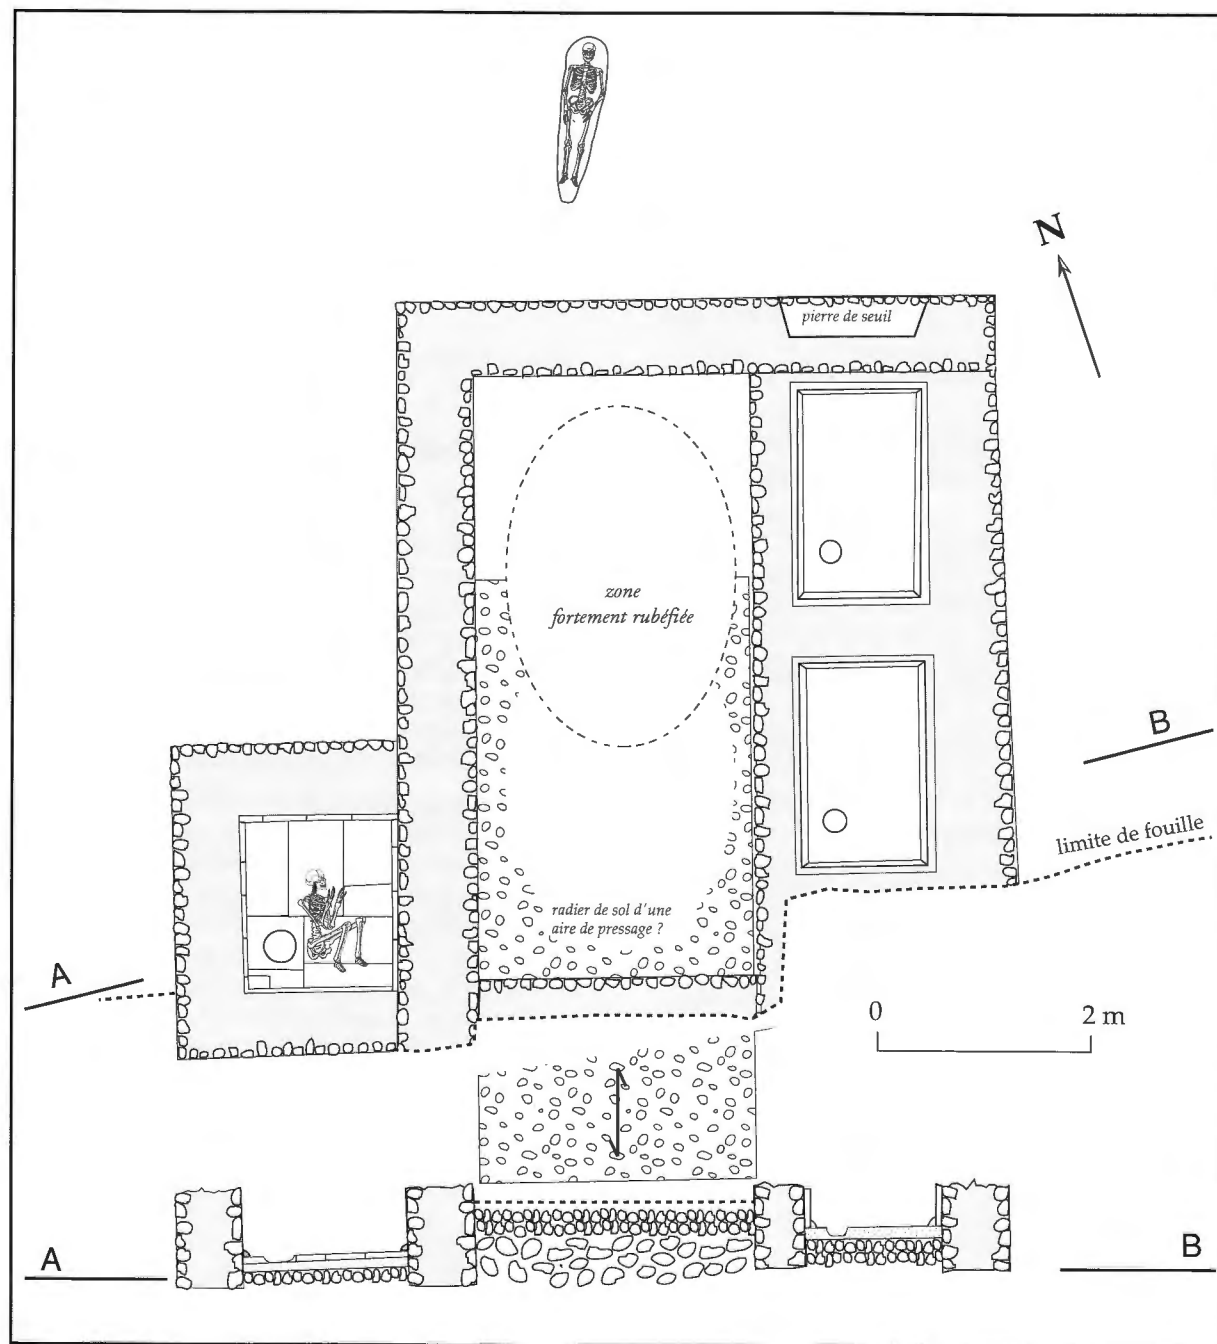 N
pierre de seuil
zone
fortement rubéfiée
B
limite de fouille
radier de sol d'une
aire de pressage ?
A
0 2 m
A
B